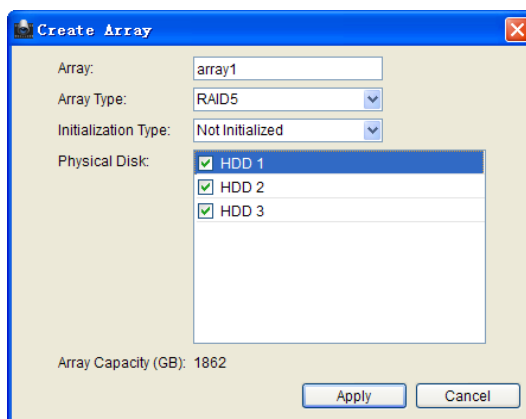 Create Array
Array: array1
Array Type: RAID5
Initialization Type: Not Initialized
Physical Disk: HDD 1
HDD 2
HDD 3
Array Capacity (GB): 1862
Apply Cancel